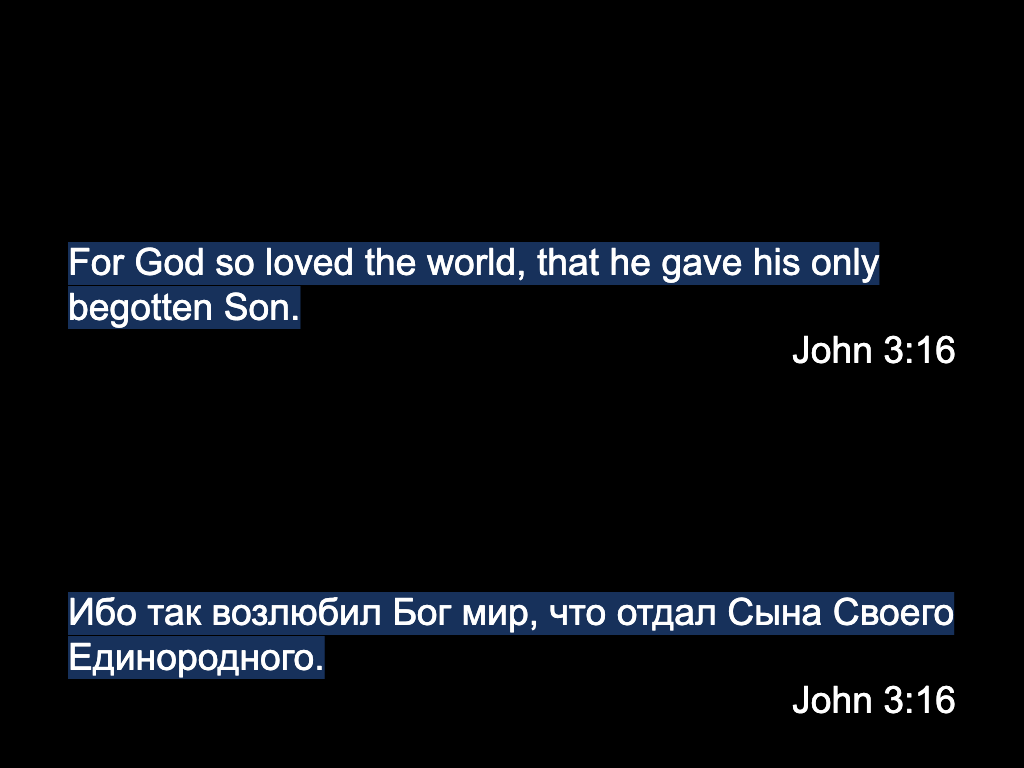 For God so loved the world, that he gave his only
begotten Son.
John 3:16
Ибо так возлюбил Бог мир, что отдал Сына Своего
Единородного.
John 3:16